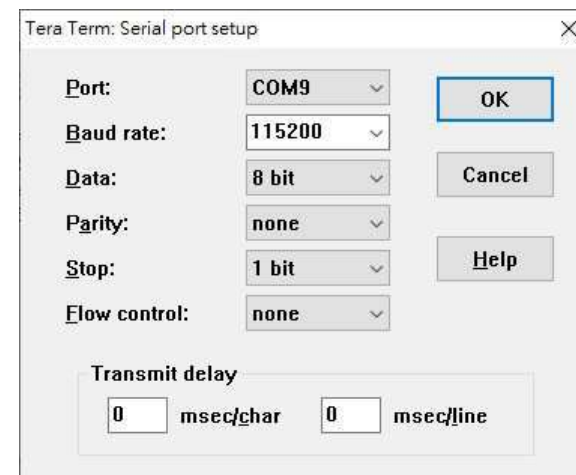 Tera Term: Serial port setup
Port: COM9 OK
Baud rate: 115200
Data: 8 bit Cancel
Parity: none
Stop: 1 bit Help
Flow control: none
Transmit delay
0 msec/char 0 msec/line